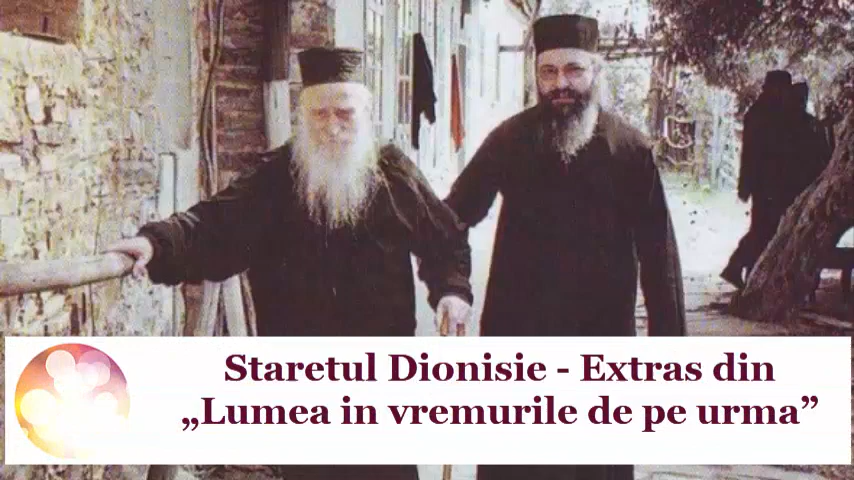 Staretul Dionisie - Extras din
„Lumea in vremurile de pe urma”